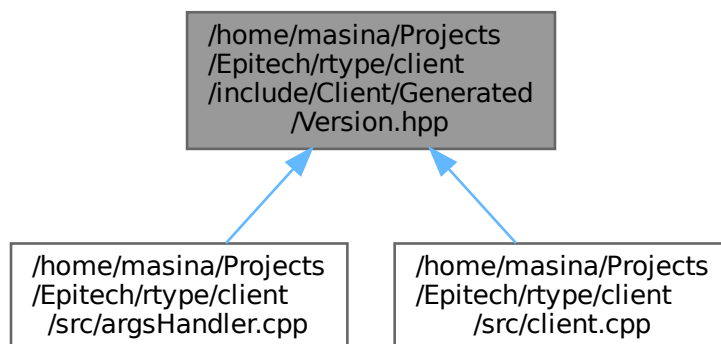 /home/masina/Projects
/Epitech/rtype/client
/include/Client/Generated
/Version.hpp
/home/masina/Projects
/Epitech/rtype/client
/src/argsHandler.cpp
/home/masina/Projects
/Epitech/rtype/client
/src/client.cpp